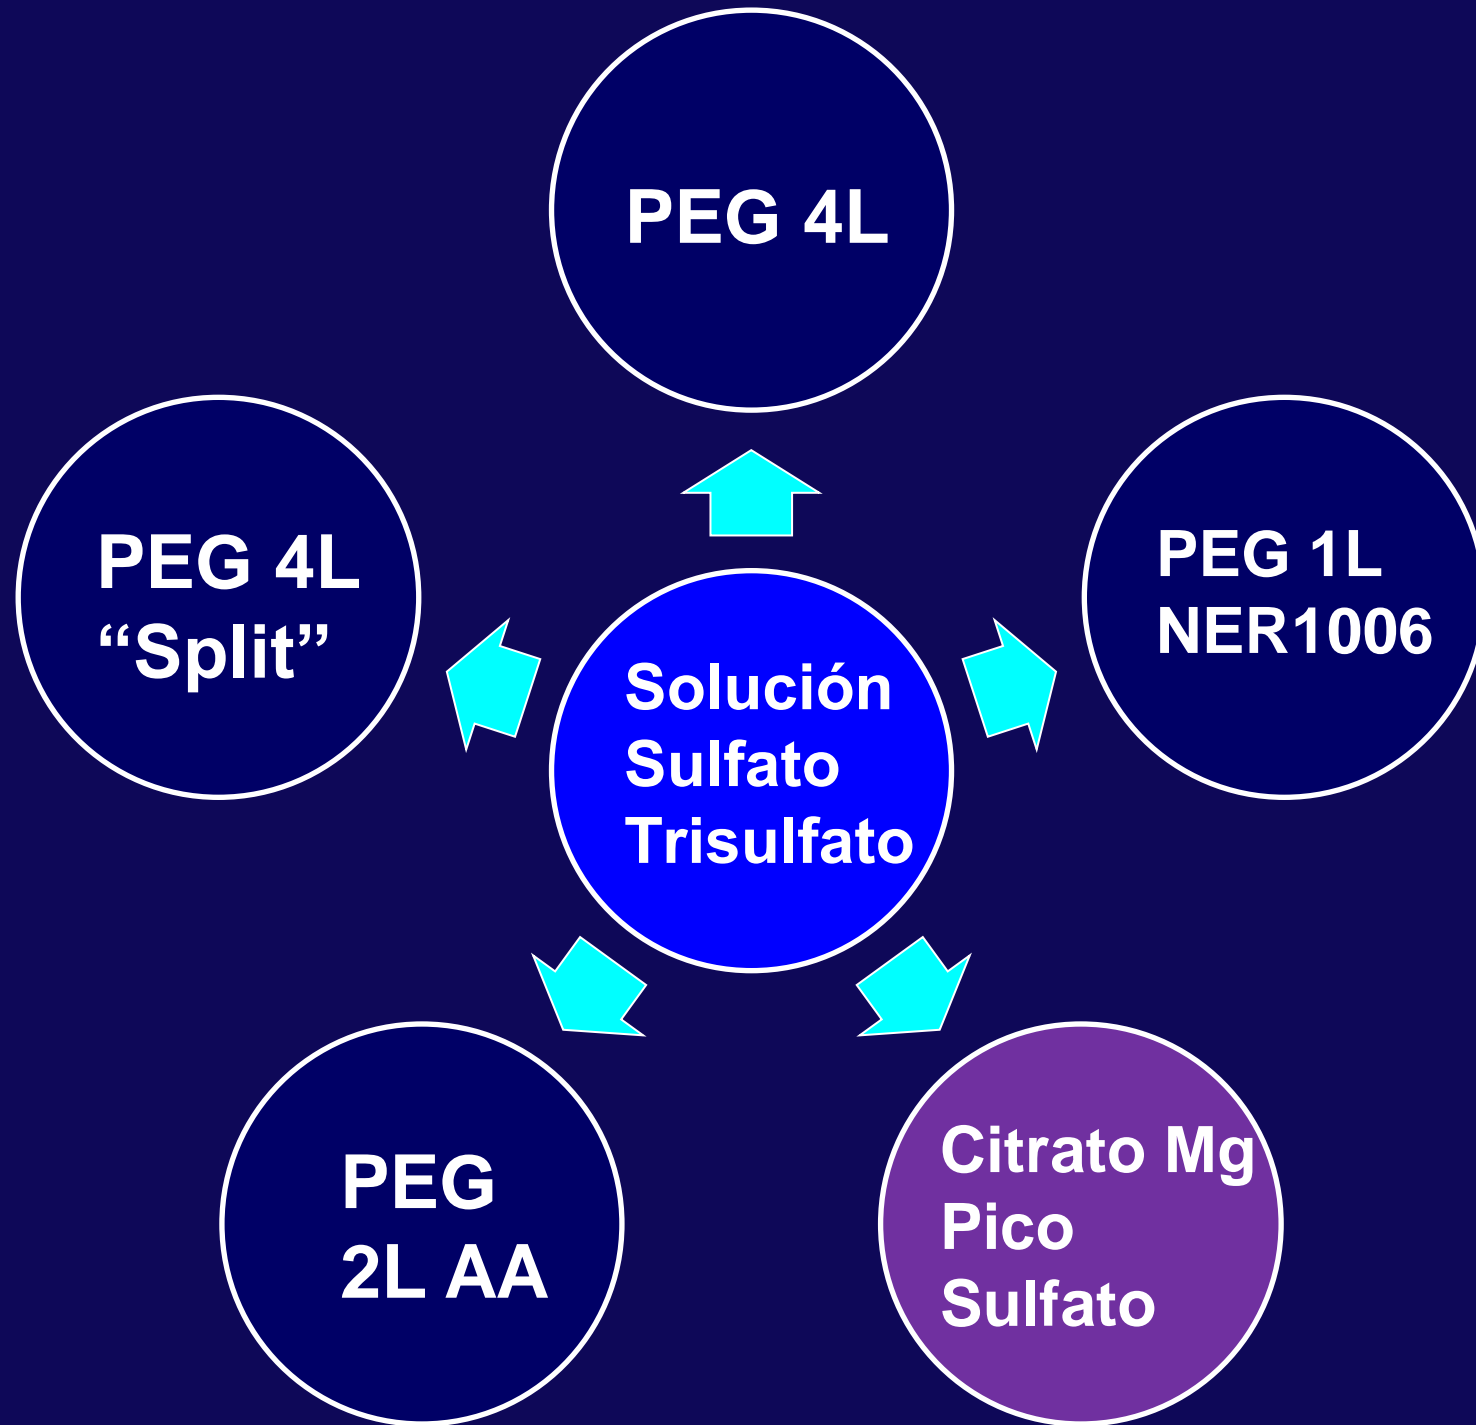 PEG 4L
PEG 4L
“Split”
PEG 1L
NER1006
Solución
Sulfato
Trisulfato
PEG
2L AA
Citrato Mg
Pico
Sulfato